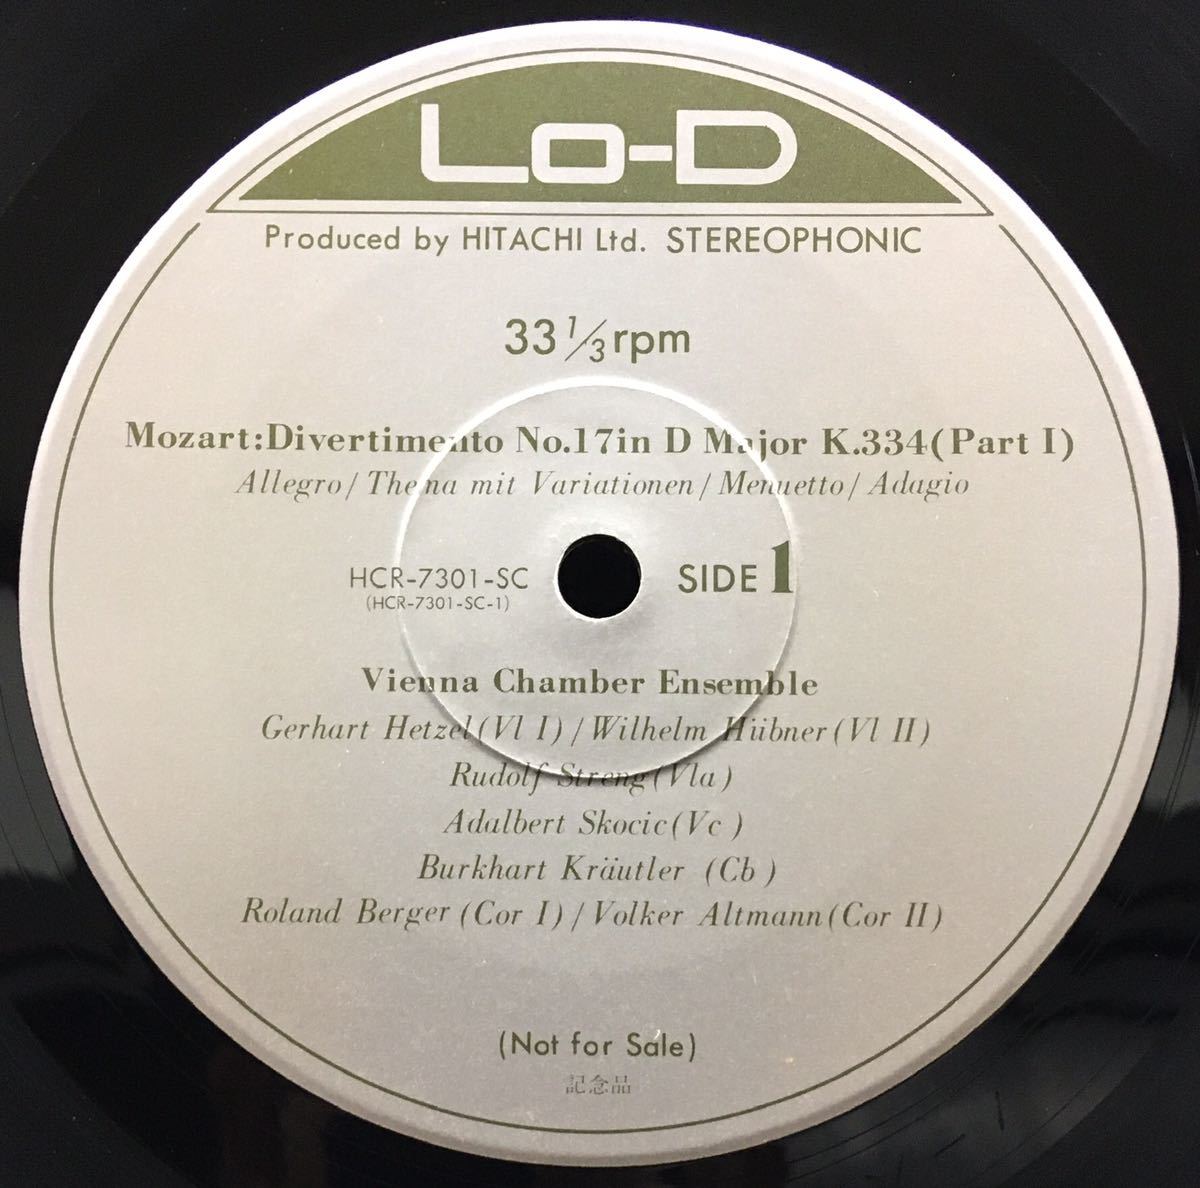 Lo-D
Produced by HITACHI Ltd. STEREOPHONIC
33 1/3 rpm
Mozart:Divertimento No.17in D Major K.334(Part I)
Allegro/Thema mit Variationen/Menuetto/Adagio
HCR-7301-SC SIDE 1
(HCR-7301-SC-1)
Vienna Chamber Ensemble
Gerhart Hetzel(Vl I)/Wilhelm Hübner(Vl II)
Rudolf Streng(Vla)
Adalbert Skocic(Vc )
Burkhart Kräutler (Cb )
Roland Berger(Cor I)/Volker Altmann(Cor II)
(Not for Sale)
記念品